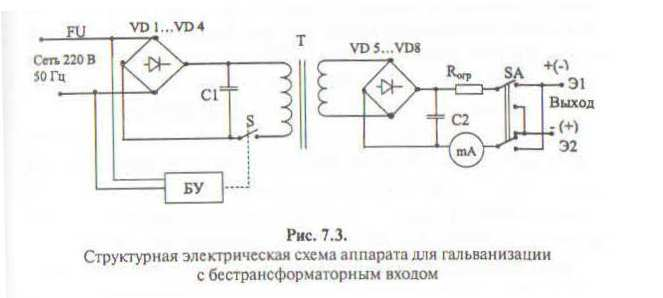 FU
VD 1...VD 4
T
VD 5...VD8
Rогр
SA
+(-)
Сеть 220 В
50 Гц
C1
S
C2
mA
Э1
Выход
- (+)
Э2
БУ
Рис. 7.3.
Структурная электрическая схема аппарата для гальванизации
с бестрансформаторным входом